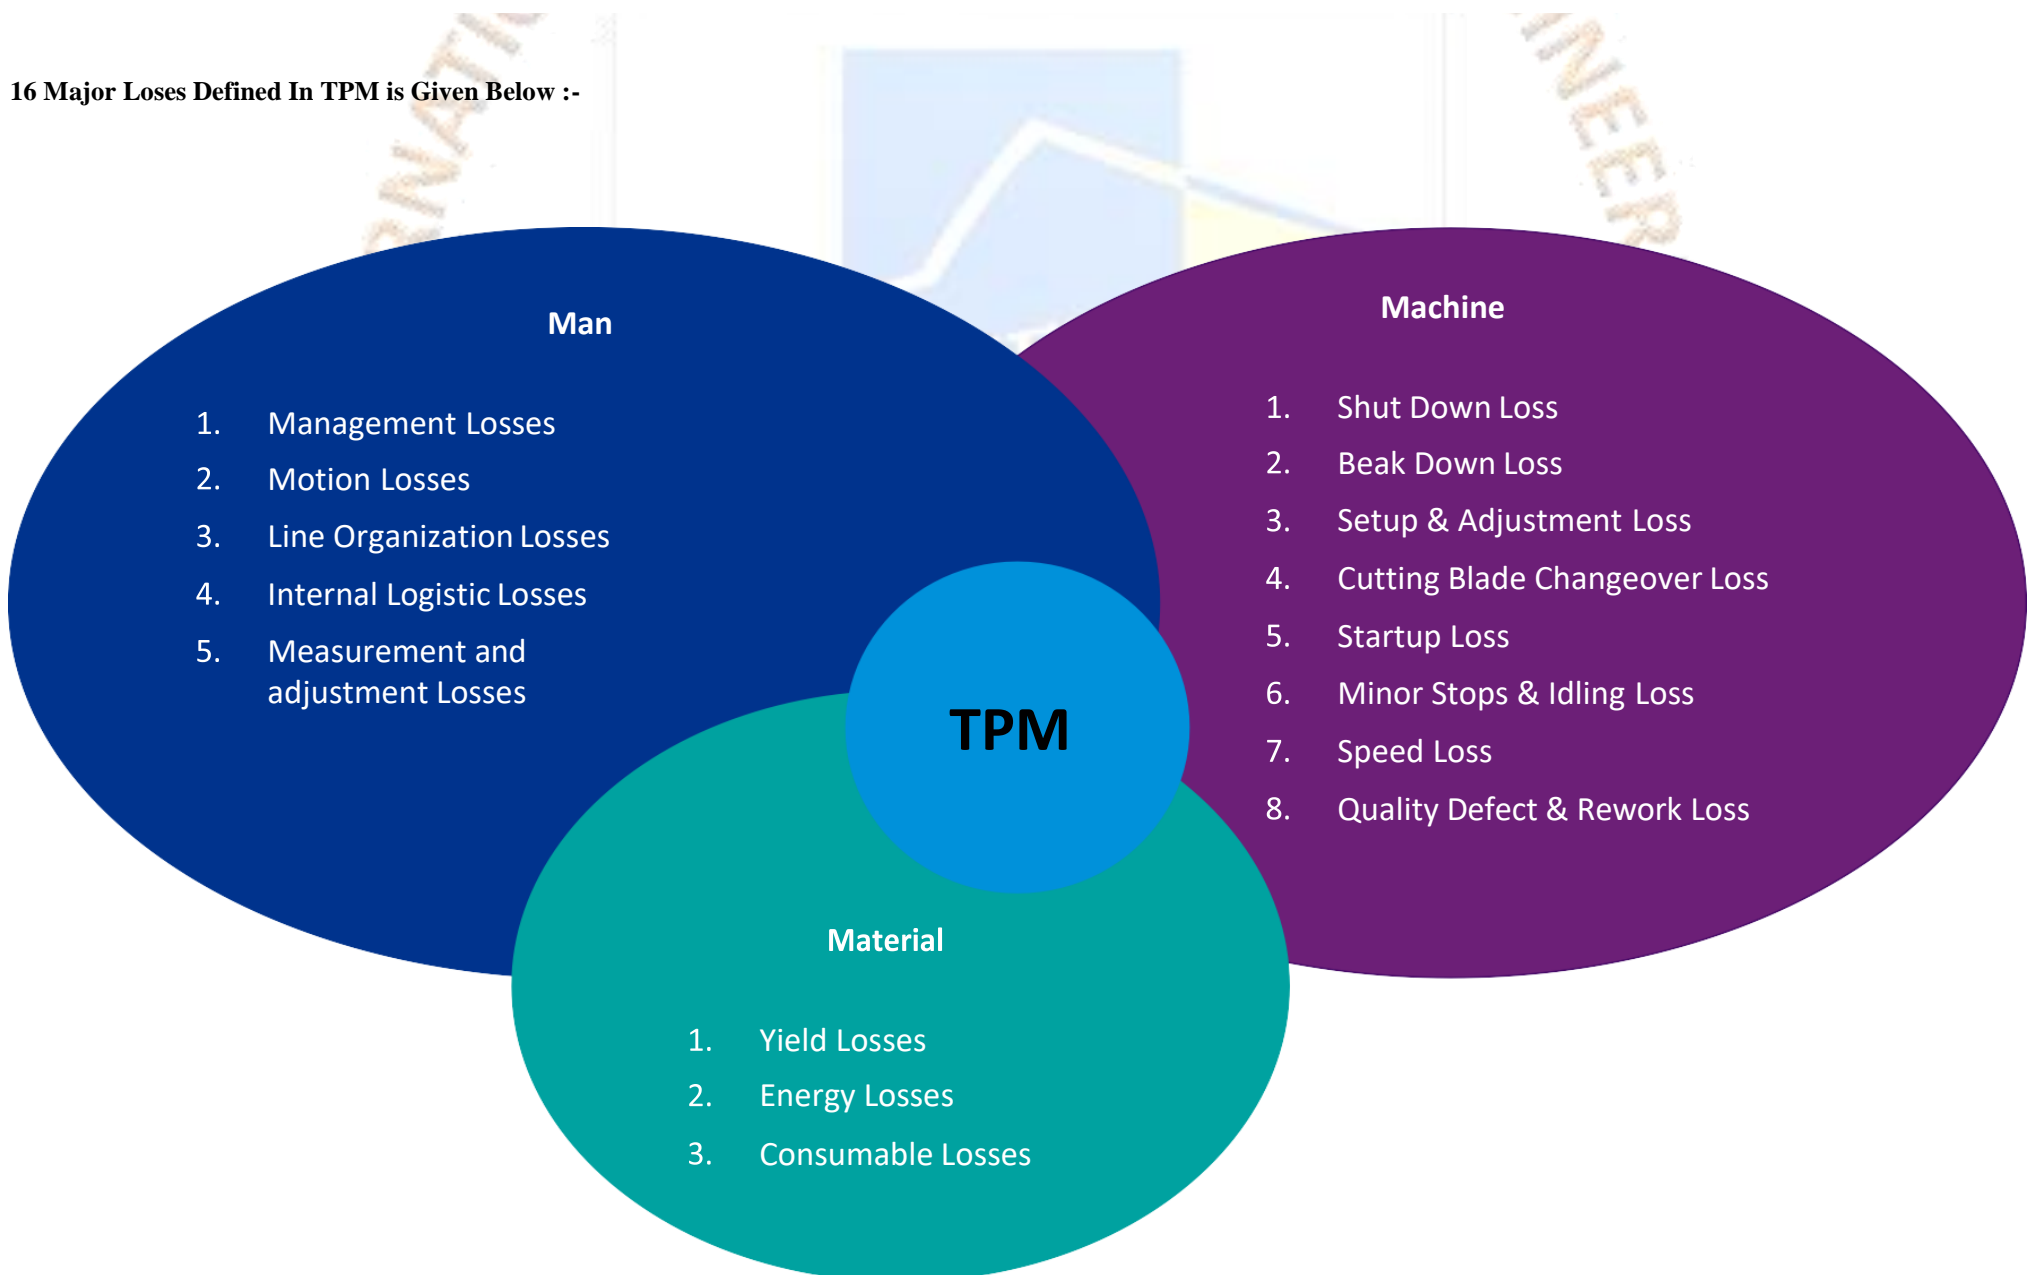 16 Major Loses Defined In TPM is Given Below :-
Man
1. Management Losses
2. Motion Losses
3. Line Organization Losses
4. Internal Logistic Losses
5. Measurement and
adjustment Losses
Machine
1. Shut Down Loss
2. Beak Down Loss
3. Setup & Adjustment Loss
4. Cutting Blade Changeover Loss
5. Startup Loss
6. Minor Stops & Idling Loss
7. Speed Loss
8. Quality Defect & Rework Loss
TPM
Material
1. Yield Losses
2. Energy Losses
3. Consumable Losses